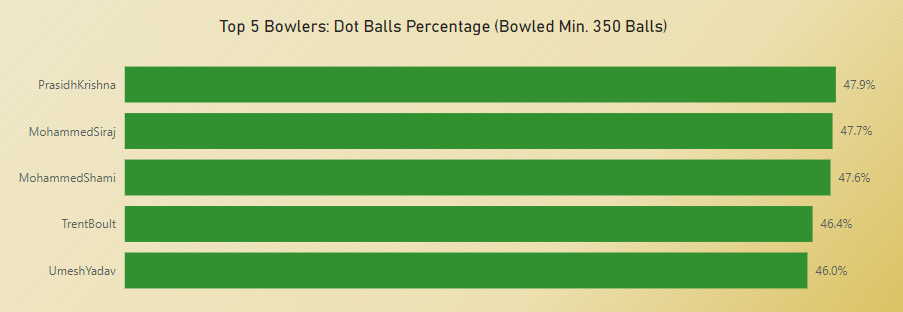 Top 5 Bowlers: Dot Balls Percentage (Bowled Min. 350 Balls)
PrasidhKrishna 47.9%
MohammedSiraj 47.7%
MohammedShami 47.6%
TrentBoult 46.4%
UmeshYadav 46.0%